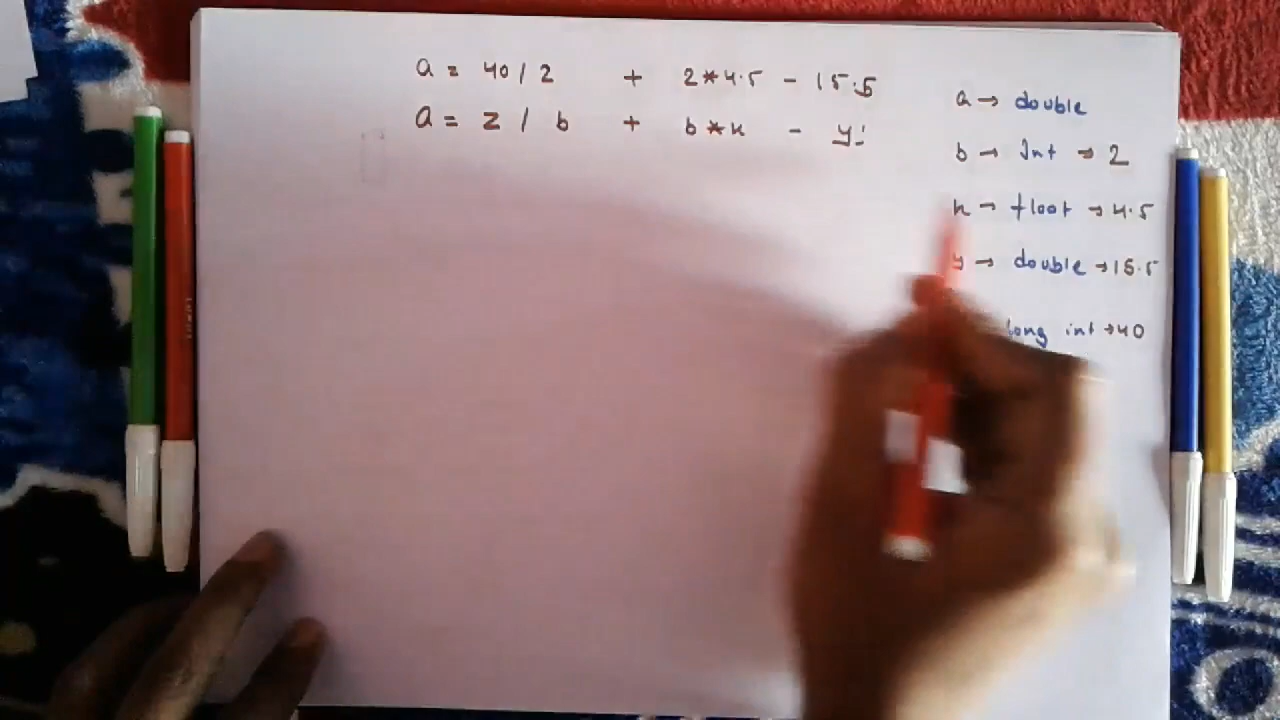 a = 40 / 2 + 2*4.5 - 15.5
a = z / b + b*x - y;
a → double
b → Int → 2
x → float → 4.5
y → double → 15.5
long int → 40